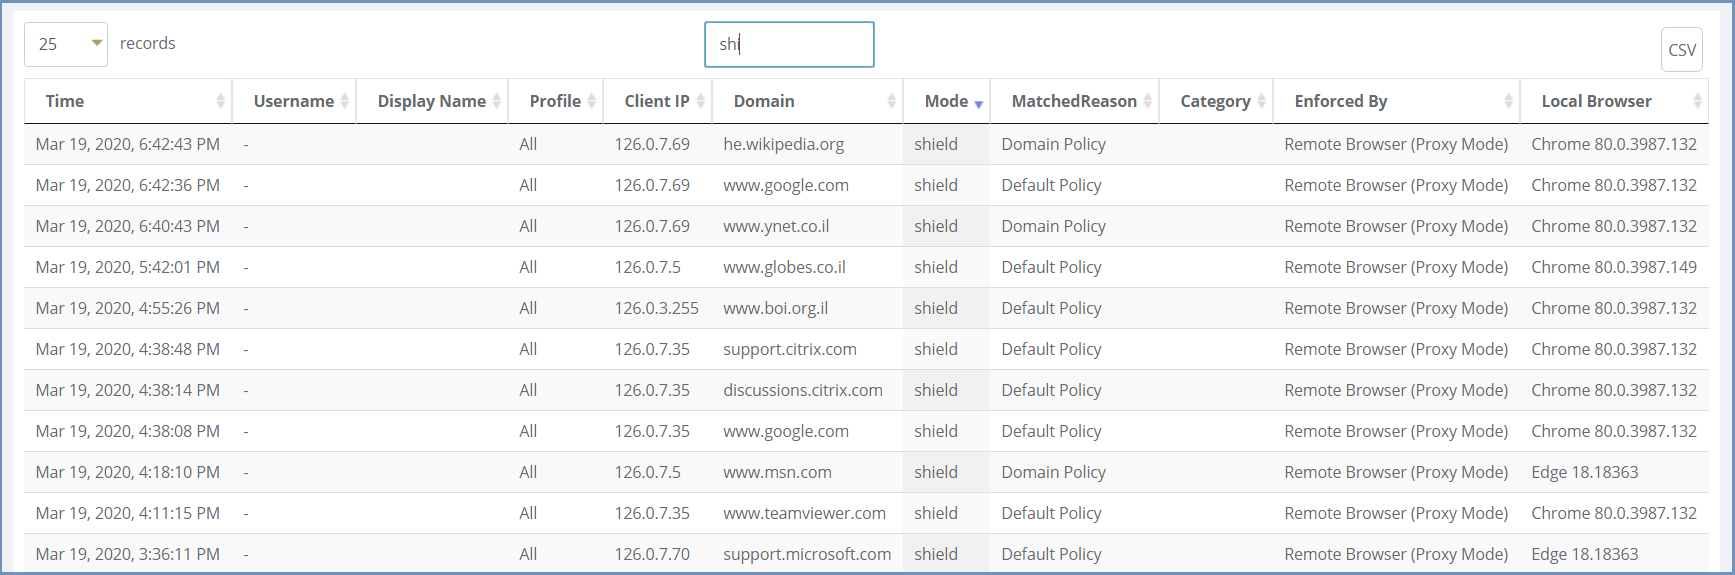 25 records shi CSV
Time Username Display Name Profile Client IP Domain Mode MatchedReason Category Enforced By Local Browser
Mar 19, 2020, 6:42:43 PM - All 126.0.7.69 he.wikipedia.org shield Domain Policy Remote Browser (Proxy Mode) Chrome 80.0.3987.132
Mar 19, 2020, 6:42:36 PM - All 126.0.7.69 www.google.com shield Default Policy Remote Browser (Proxy Mode) Chrome 80.0.3987.132
Mar 19, 2020, 6:40:43 PM - All 126.0.7.69 www.ynet.co.il shield Domain Policy Remote Browser (Proxy Mode) Chrome 80.0.3987.132
Mar 19, 2020, 5:42:01 PM - All 126.0.7.5 www.globes.co.il shield Default Policy Remote Browser (Proxy Mode) Chrome 80.0.3987.149
Mar 19, 2020, 4:55:26 PM - All 126.0.3.255 www.boi.org.il shield Default Policy Remote Browser (Proxy Mode) Chrome 80.0.3987.132
Mar 19, 2020, 4:38:48 PM - All 126.0.7.35 support.citrix.com shield Default Policy Remote Browser (Proxy Mode) Chrome 80.0.3987.132
Mar 19, 2020, 4:38:14 PM - All 126.0.7.35 discussions.citrix.com shield Default Policy Remote Browser (Proxy Mode) Chrome 80.0.3987.132
Mar 19, 2020, 4:38:08 PM - All 126.0.7.35 www.google.com shield Default Policy Remote Browser (Proxy Mode) Chrome 80.0.3987.132
Mar 19, 2020, 4:18:10 PM - All 126.0.7.5 www.msn.com shield Domain Policy Remote Browser (Proxy Mode) Edge 18.18363
Mar 19, 2020, 4:11:15 PM - All 126.0.7.35 www.teamviewer.com shield Default Policy Remote Browser (Proxy Mode) Chrome 80.0.3987.132
Mar 19, 2020, 3:36:11 PM - All 126.0.7.70 support.microsoft.com shield Default Policy Remote Browser (Proxy Mode) Edge 18.18363